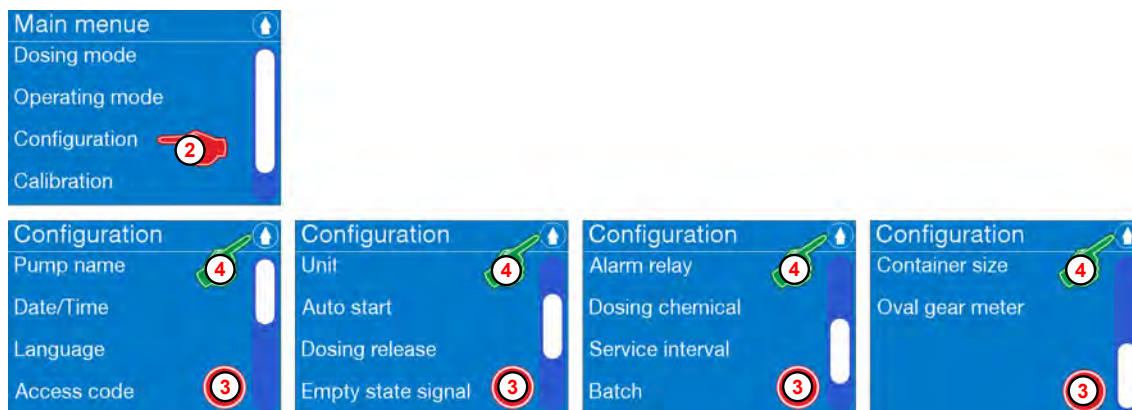 Main menue
Dosing mode
Operating mode
Configuration
2
Calibration
Configuration
4
Pump name
Date/Time
Language
Access code
3
Configuration
4
Unit
Auto start
Dosing release
Empty state signal
3
Configuration
4
Alarm relay
Dosing chemical
Service interval
Batch
3
Configuration
4
Container size
Oval gear meter
3